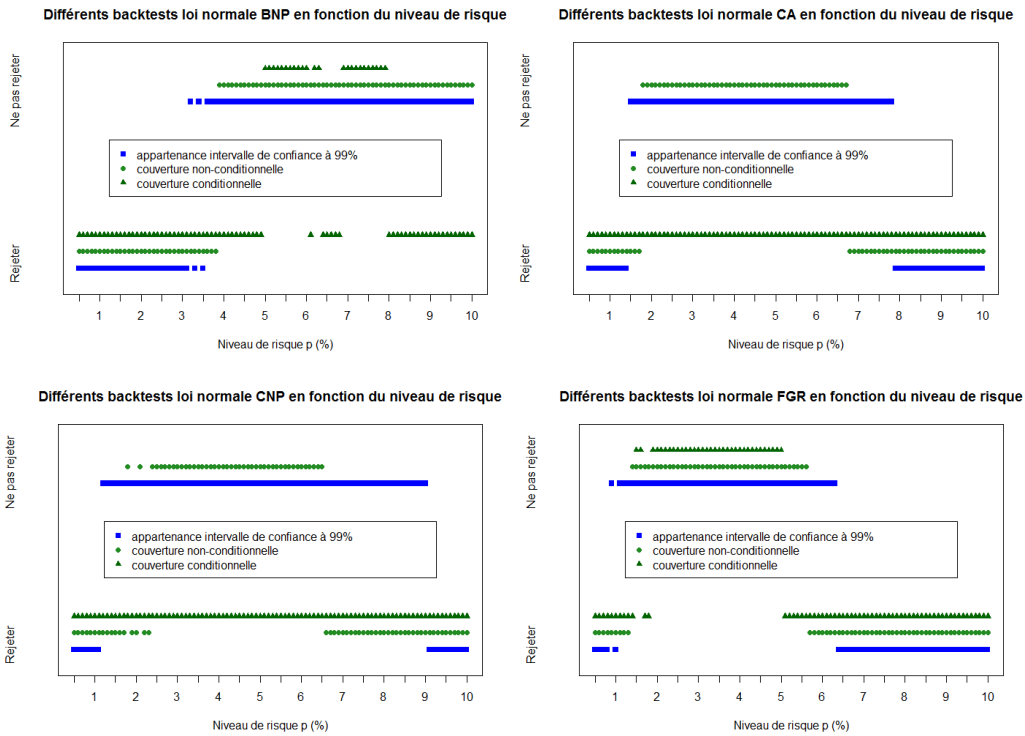 Différents backtests loi normale BNP en fonction du niveau de risque
Ne pas rejeter
Rejeter
appartenance intervalle de confiance à 99%
couverture non-conditionnelle
couverture conditionnelle
1 2 3 4 5 6 7 8 9 10
Niveau de risque p (%)
Différents backtests loi normale CA en fonction du niveau de risque
Ne pas rejeter
Rejeter
appartenance intervalle de confiance à 99%
couverture non-conditionnelle
couverture conditionnelle
1 2 3 4 5 6 7 8 9 10
Niveau de risque p (%)
Différents backtests loi normale CNP en fonction du niveau de risque
Ne pas rejeter
Rejeter
appartenance intervalle de confiance à 99%
couverture non-conditionnelle
couverture conditionnelle
1 2 3 4 5 6 7 8 9 10
Niveau de risque p (%)
Différents backtests loi normale FGR en fonction du niveau de risque
Ne pas rejeter
Rejeter
appartenance intervalle de confiance à 99%
couverture non-conditionnelle
couverture conditionnelle
1 2 3 4 5 6 7 8 9 10
Niveau de risque p (%)